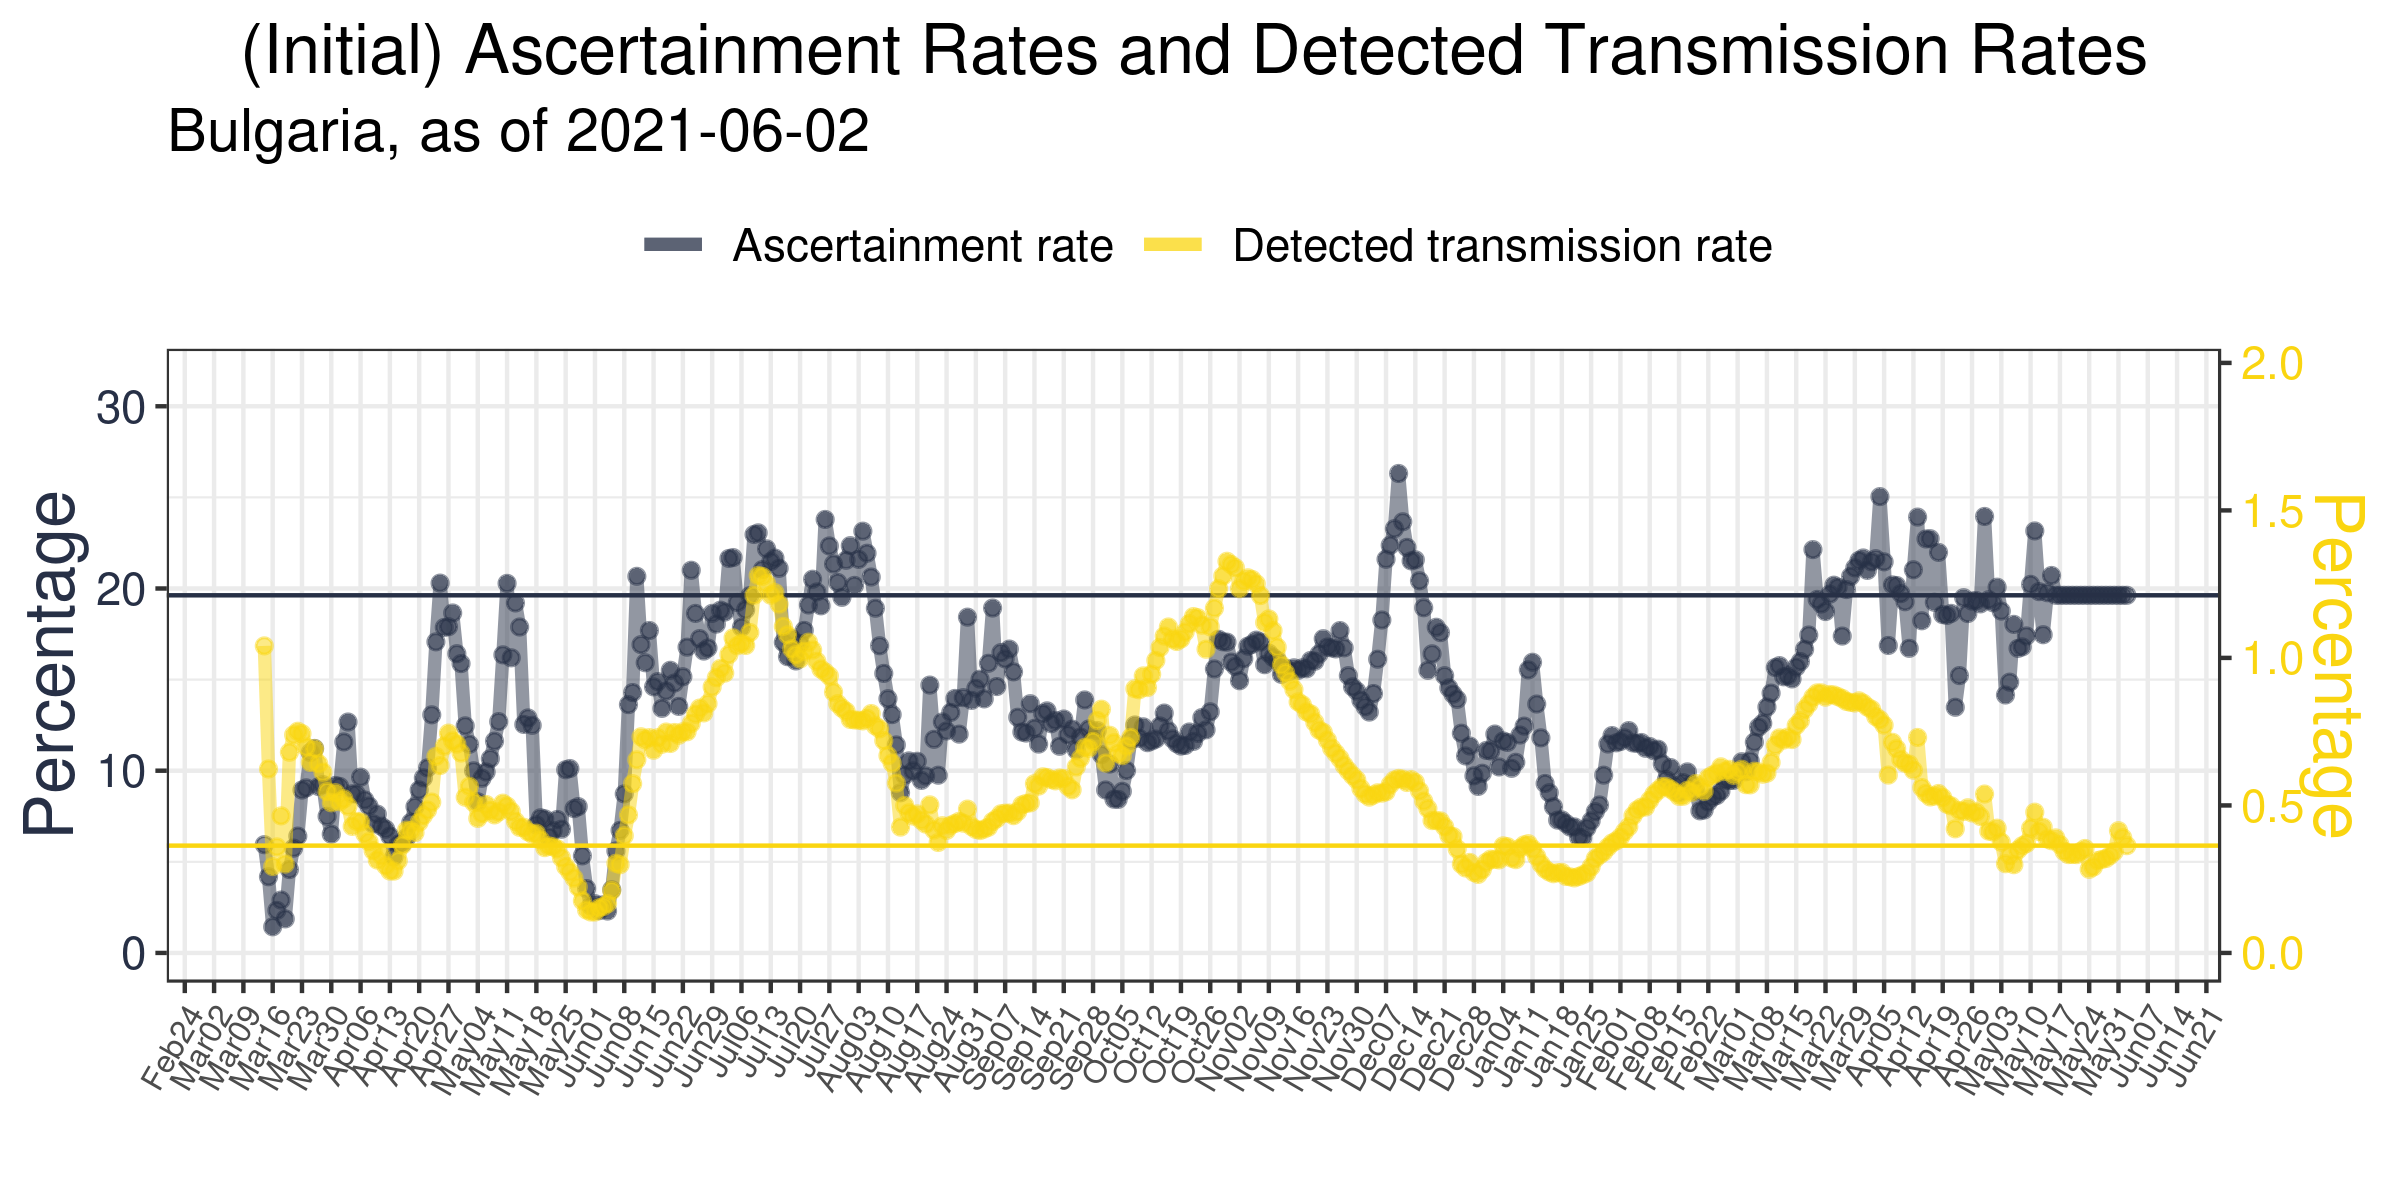 (Initial) Ascertainment Rates and Detected Transmission Rates
Bulgaria, as of 2021-06-02
Ascertainment rate Detected transmission rate
Percentage
30
20
10
0
2.0
1.5
1.0
0.5
0.0
Percentage
Feb24 Mar02 Mar09 Mar16 Mar23 Mar30 Apr06 Apr13 Apr20 Apr27 May04 May11 May18 May25 Jun01 Jun08 Jun15 Jun22 Jun29 Jul06 Jul13 Jul20 Jul27 Aug03 Aug10 Aug17 Aug24 Aug31 Sep07 Sep14 Sep21 Sep28 Oct05 Oct12 Oct19 Oct26 Nov02 Nov09 Nov16 Nov23 Nov30 Dec07 Dec14 Dec21 Dec28 Jan04 Jan11 Jan18 Jan25 Feb01 Feb08 Feb15 Feb22 Mar01 Mar08 Mar15 Mar22 Mar29 Apr05 Apr12 Apr19 Apr26 May03 May10 May17 May24 May31 Jun07 Jun14 Jun21